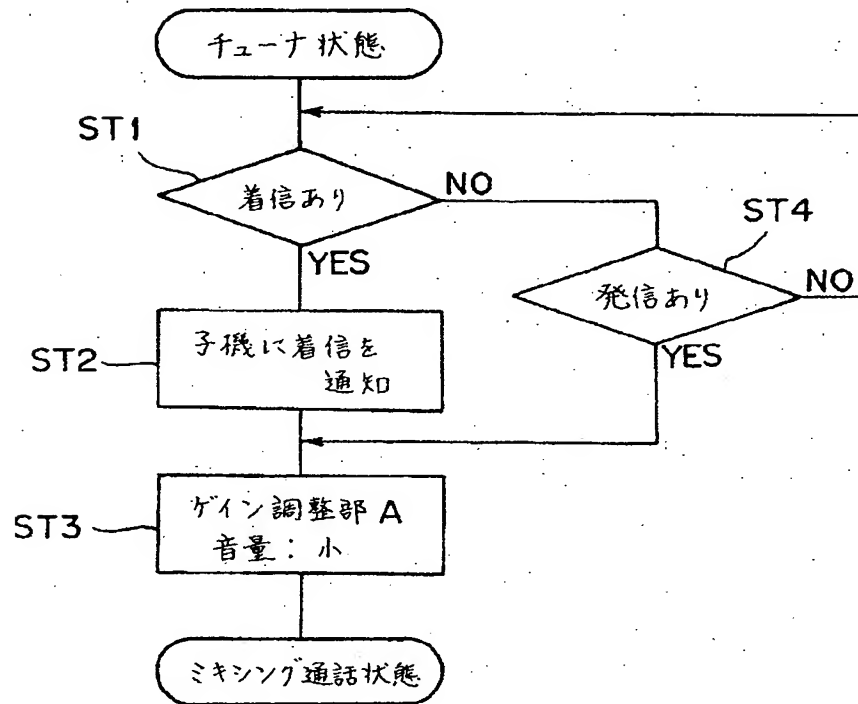 チューナ状態
ST1
着信あり
NO
ST4
YES
発信あり
NO
ST2
子機に着信を
通知
YES
ST3
ゲイン調整部 A
音量: 小
ミキシング通話状態